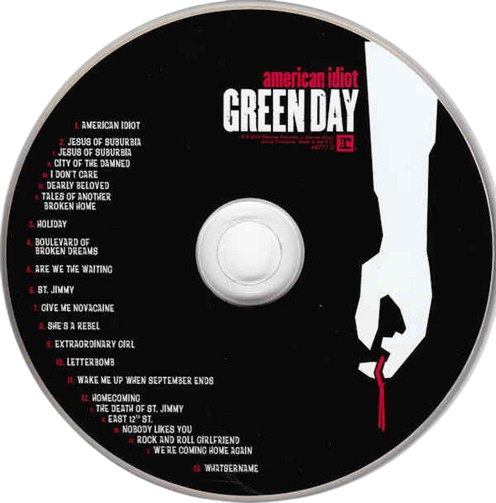 american idiot
GREEN DAY
1. AMERICAN IDIOT
2. JESUS OF SUBURBIA
I. JESUS OF SUBURBIA
II. CITY OF THE DAMNED
III. I DON'T CARE
IV. DEARLY BELOVED
V. TALES OF ANOTHER
BROKEN HOME
3. HOLIDAY
4. BOULEVARD OF
BROKEN DREAMS
5. ARE WE THE WAITING
6. ST. JIMMY
7. GIVE ME NOVACAINE
8. SHE'S A REBEL
9. EXTRAORDINARY GIRL
10. LETTERBOMB
11. WAKE ME UP WHEN SEPTEMBER ENDS
12. HOMECOMING
I. THE DEATH OF ST. JIMMY
II. EAST 12TH ST.
III. NOBODY LIKES YOU
IV. ROCK AND ROLL GIRLFRIEND
V. WE'RE COMING HOME AGAIN
13. WHATSERNAME